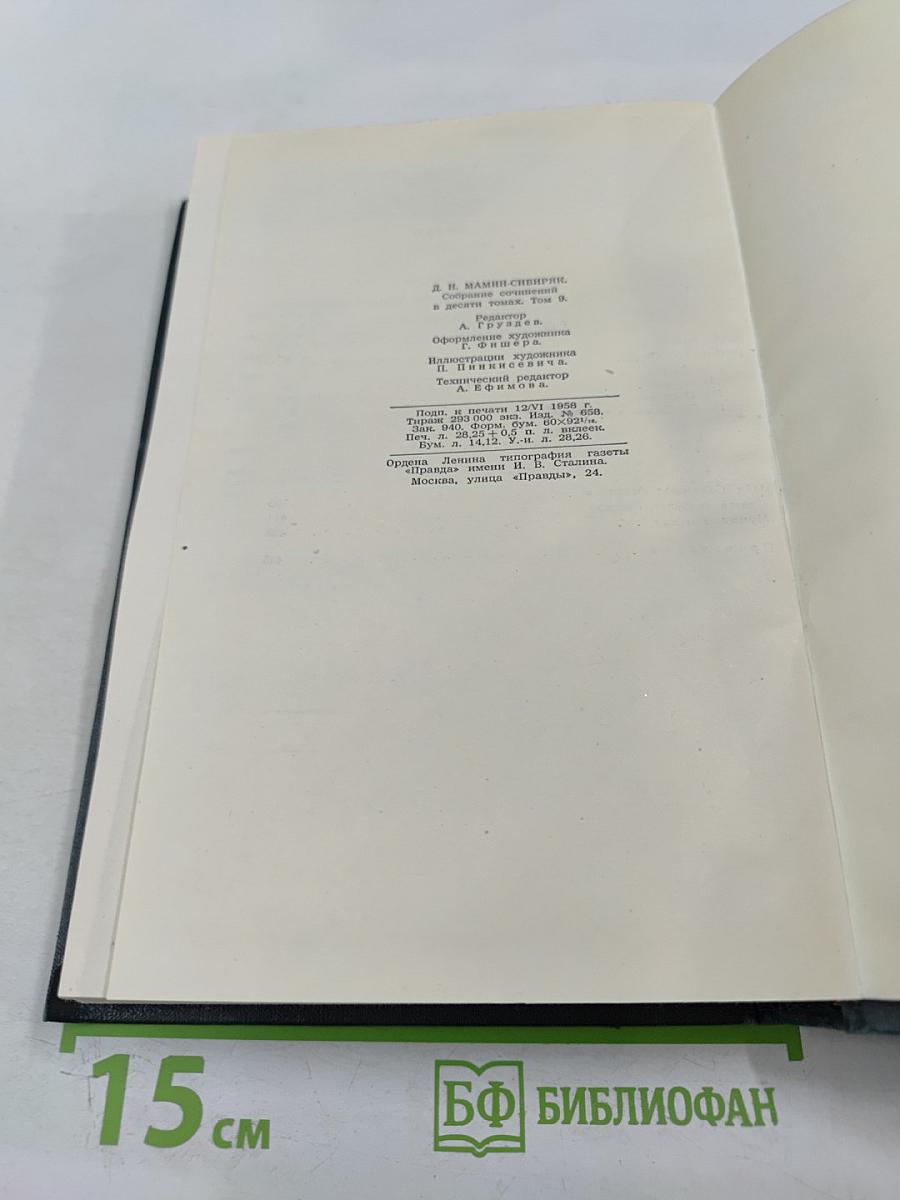 Д. Н. МАМИН-СИБИРЯК.
Собрание сочинений
в десяти томах. Том 9.
Редактор
А. Груздев.
Оформление художника
Г. Фишера.
Иллюстрации художника
П. Пинкисевича.
Технический редактор
А. Ефимова.
Подп. к печати 12/VI 1958 г.
Тираж 293 000 экз. Изд. № 658.
Зак. 940. Форм. бум. 60×92¹/₁₆.
Печ. л. 28,25 + 0,5 п. л. вклеек.
Бум. л. 14,12. У.-и. л. 28,26.
Ордена Ленина типография газеты
«Правда» имени И. В. Сталина.
Москва, улица «Правды», 24.
15 см
БФ БИБЛИОФАН